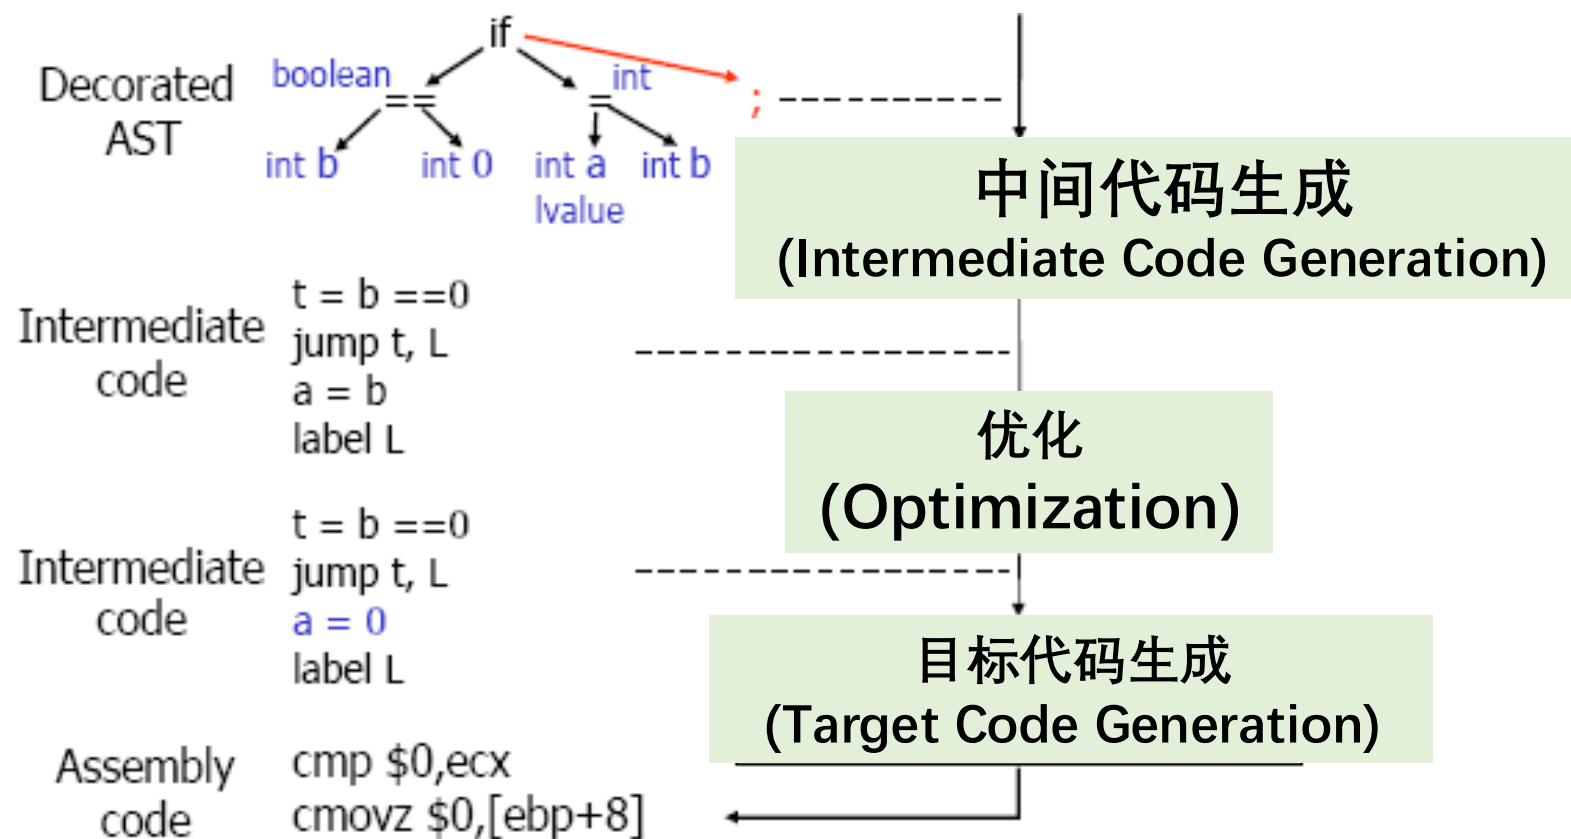 if
Decorated
AST
boolean
==
int
=
;
int b
int 0
int a
lvalue
int b
中间代码生成
(Intermediate Code Generation)
Intermediate
code
t = b ==0
jump t, L
a = b
label L
优化
(Optimization)
Intermediate
code
t = b ==0
jump t, L
a = 0
label L
目标代码生成
(Target Code Generation)
Assembly
code
cmp $0,ecx
cmovz $0,[ebp+8]